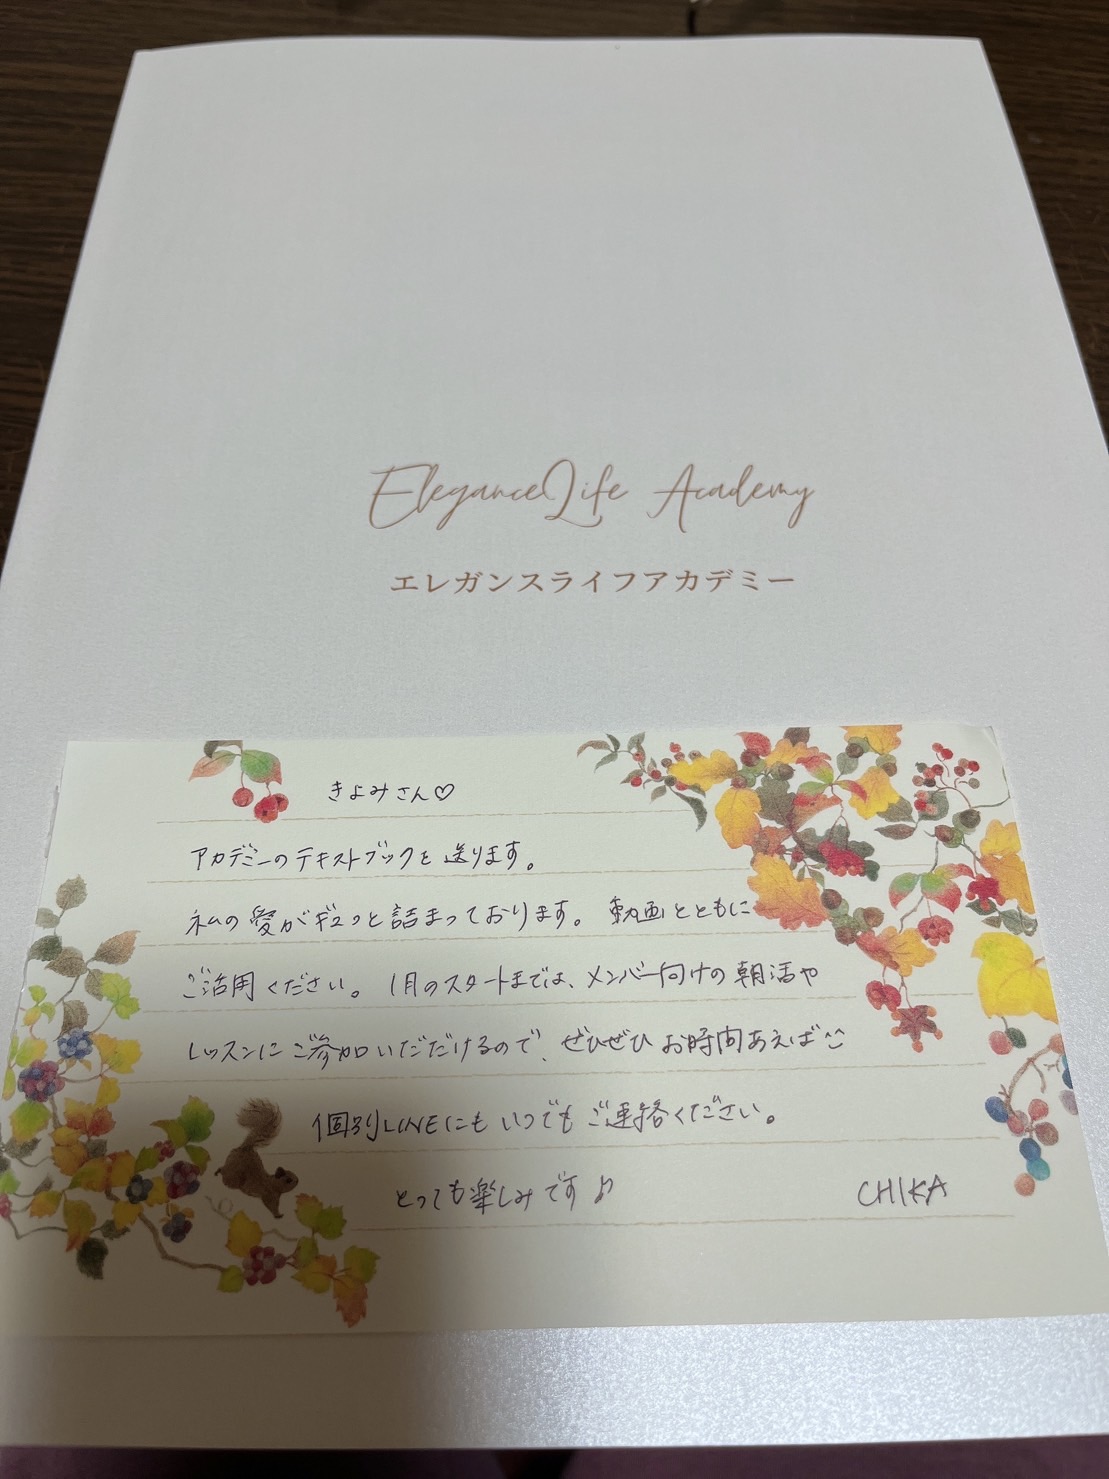 EleganceLife Academy
エレガンスライフアカデミー
きよみさん♡
アカデミーのテキストブックを送ります。
私の愛がギュッと詰まっております。動画とともに
ご活用ください。1月のスタートまでは、メンバー向けの朝活や
レッスンにご参加いただけるので、ぜひぜひお時間あえば^^
個別LINEにもいつでもご連絡ください。
とっても楽しみです♪
CHIKA